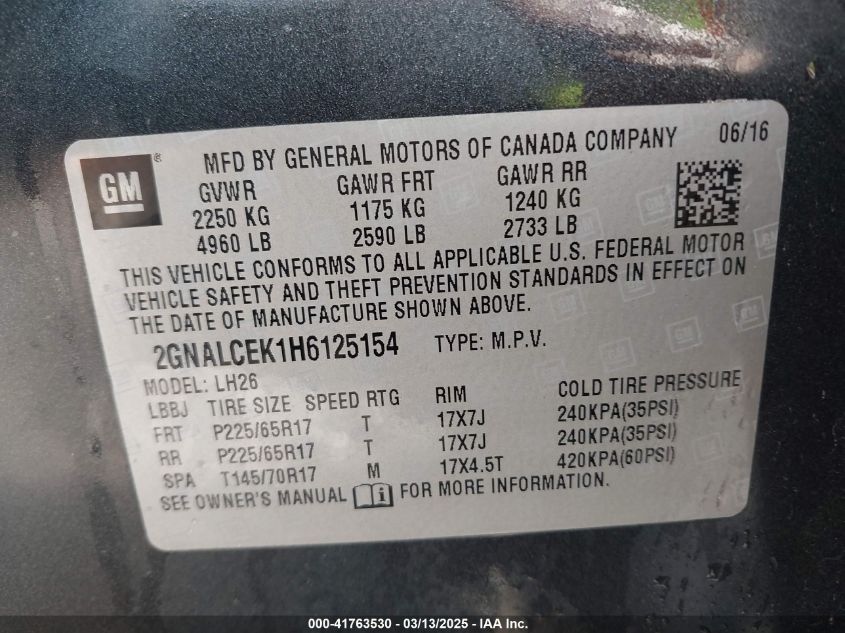 GM ® MFD BY GENERAL MOTORS OF CANADA COMPANY 06/16
GVWR GAWR FRT GAWR RR
2250 KG 1175 KG 1240 KG
4960 LB 2590 LB 2733 LB
THIS VEHICLE CONFORMS TO ALL APPLICABLE U.S. FEDERAL MOTOR
VEHICLE SAFETY AND THEFT PREVENTION STANDARDS IN EFFECT ON
THE DATE OF MANUFACTURE SHOWN ABOVE.
2GNALCEK1H6125154 TYPE: M.P.V.
MODEL: LH26
LBBJ TIRE SIZE SPEED RTG RIM COLD TIRE PRESSURE
FRT P225/65R17 T 17X7J 240KPA(35PSI)
RR P225/65R17 T 17X7J 240KPA(35PSI)
SPA T145/70R17 M 17X4.5T 420KPA(60PSI)
SEE OWNER'S MANUAL i FOR MORE INFORMATION.
000-41763530 - 03/13/2025 - IAA Inc.